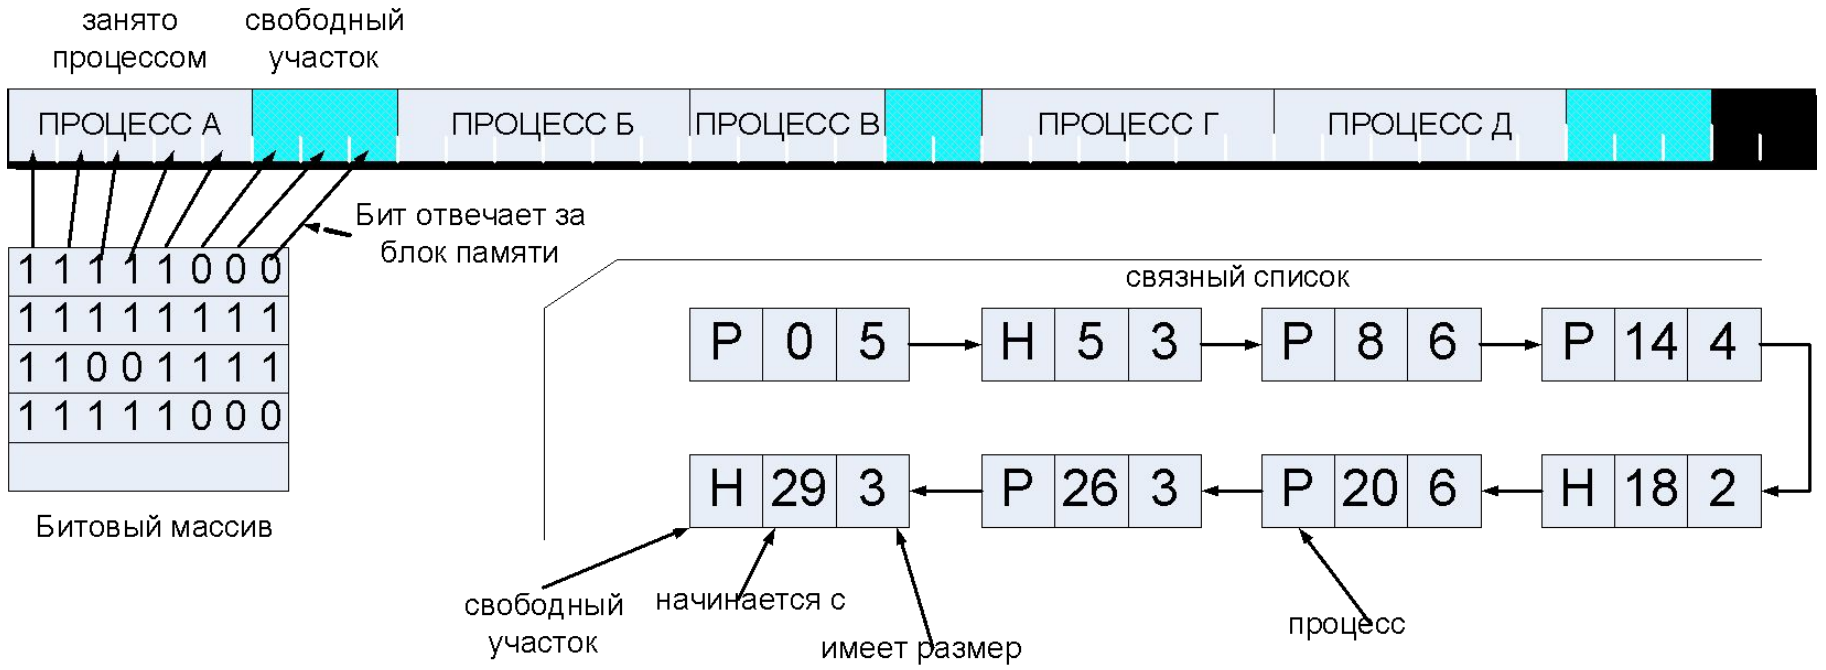 занято
процессом
свободный
участок
ПРОЦЕСС А
ПРОЦЕСС Б
ПРОЦЕСС В
ПРОЦЕСС Г
ПРОЦЕСС Д
Бит отвечает за
блок памяти
1 1 1 1 1 0 0 0
1 1 1 1 1 1 1 1
1 1 0 0 1 1 1 1
1 1 1 1 1 0 0 0
Битовый массив
связный список
P 0 5
H 5 3
P 8 6
P 14 4
H 29 3
P 26 3
P 20 6
H 18 2
свободный
участок
начинается с
имеет размер
процесс